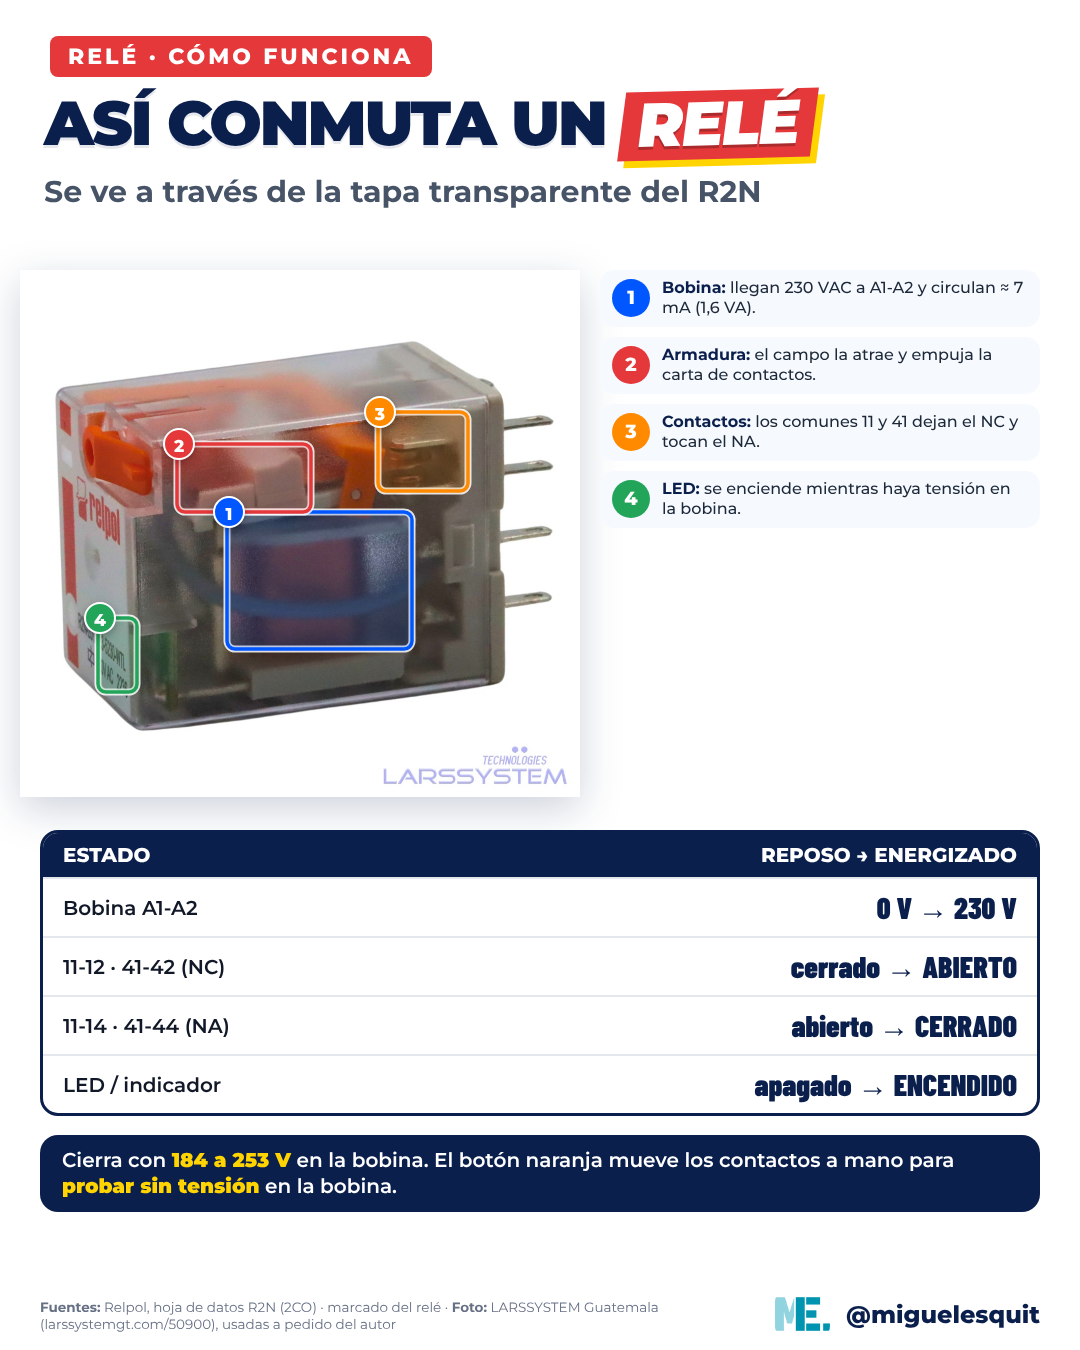 RELÉ · CÓMO FUNCIONA
ASÍ CONMUTA UN RELÉ
Se ve a través de la tapa transparente del R2N
1
Bobina: llegan 230 VAC a A1-A2 y circulan ≈ 7
mA (1,6 VA).
2
Armadura: el campo la atrae y empuja la
carta de contactos.
3
Contactos: los comunes 11 y 41 dejan el NC y
tocan el NA.
4
LED: se enciende mientras haya tensión en
la bobina.
3
2
relpol
1
4
TECHNOLOGIES
LARSSYSTEM
ESTADO REPOSO → ENERGIZADO
Bobina A1-A2 0 V → 230 V
11-12 · 41-42 (NC) cerrado → ABIERTO
11-14 · 41-44 (NA) abierto → CERRADO
LED / indicador apagado → ENCENDIDO
Cierra con 184 a 253 V en la bobina. El botón naranja mueve los contactos a mano para
probar sin tensión en la bobina.
Fuentes: Relpol, hoja de datos R2N (2CO) · marcado del relé · Foto: LARSSYSTEM Guatemala
(larssystemgt.com/50900), usadas a pedido del autor
ME.
@miguelesquit